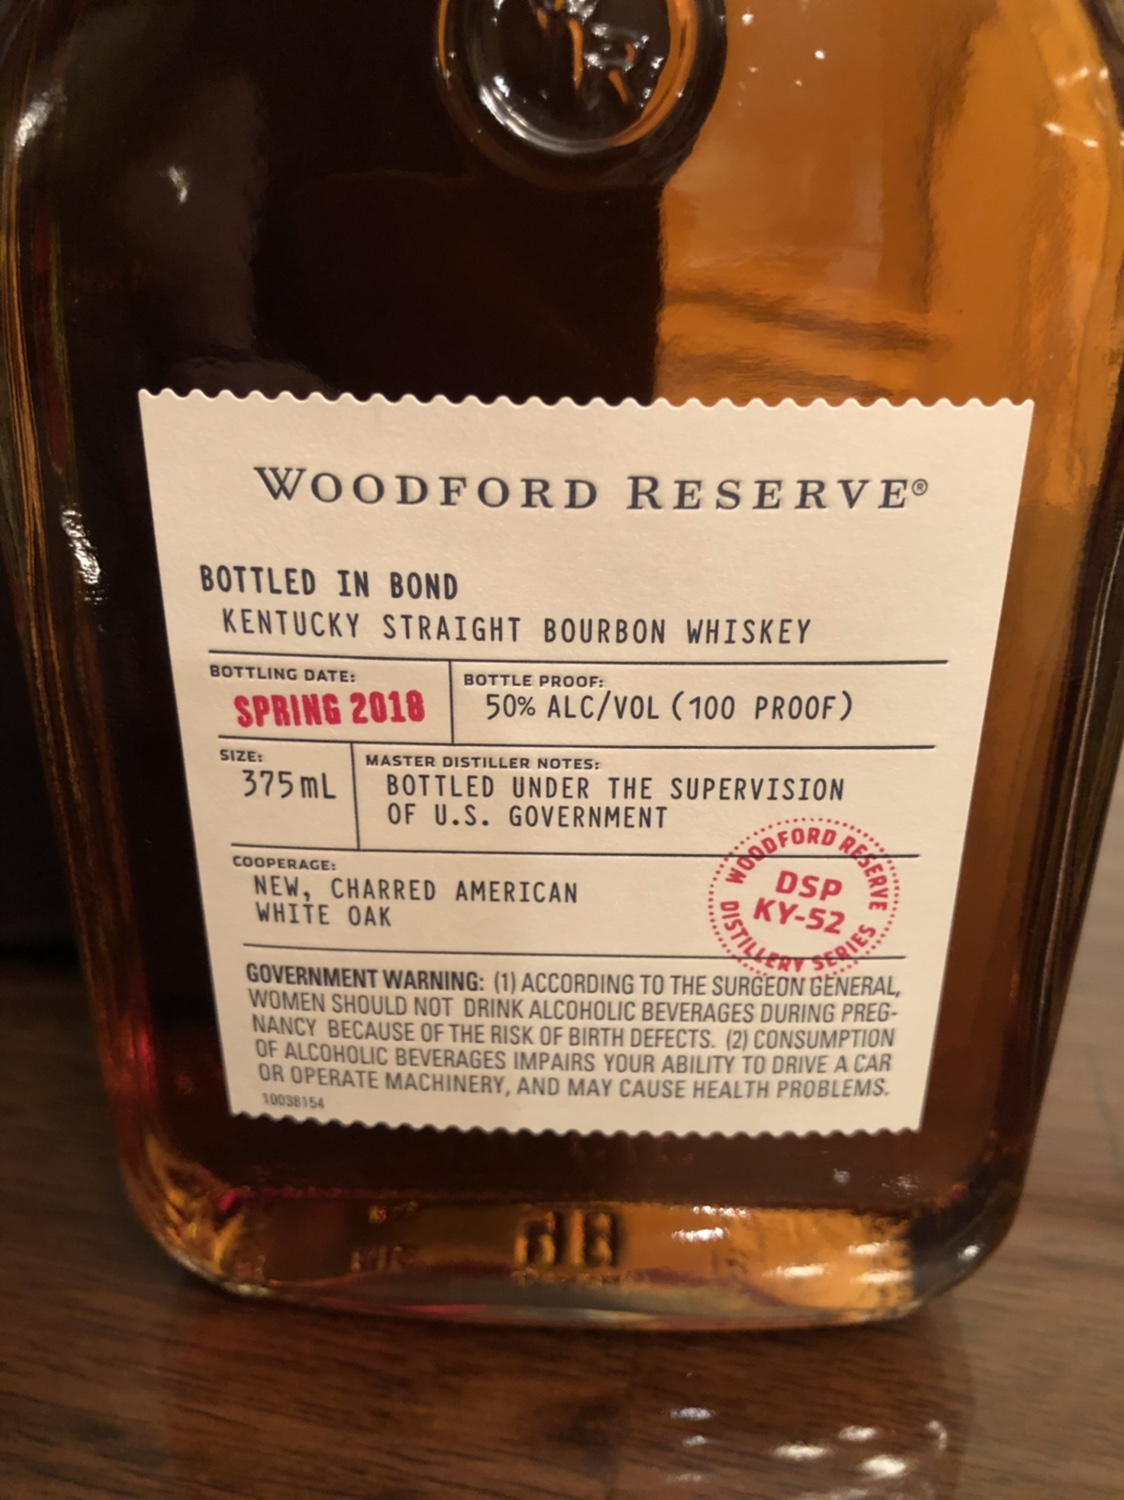 WOODFORD RESERVE®
BOTTLED IN BOND
KENTUCKY STRAIGHT BOURBON WHISKEY
BOTTLING DATE:
SPRING 2018
BOTTLE PROOF:
50% ALC/VOL (100 PROOF)
SIZE:
375mL
MASTER DISTILLER NOTES:
BOTTLED UNDER THE SUPERVISION
OF U.S. GOVERNMENT
COOPERAGE:
NEW, CHARRED AMERICAN
WHITE OAK
WOODFORD RESERVE
DSP
KY-52
DISTILLERY SERIES
GOVERNMENT WARNING: (1) ACCORDING TO THE SURGEON GENERAL,
WOMEN SHOULD NOT DRINK ALCOHOLIC BEVERAGES DURING PREG-
NANCY BECAUSE OF THE RISK OF BIRTH DEFECTS. (2) CONSUMPTION
OF ALCOHOLIC BEVERAGES IMPAIRS YOUR ABILITY TO DRIVE A CAR
OR OPERATE MACHINERY, AND MAY CAUSE HEALTH PROBLEMS.
10038154